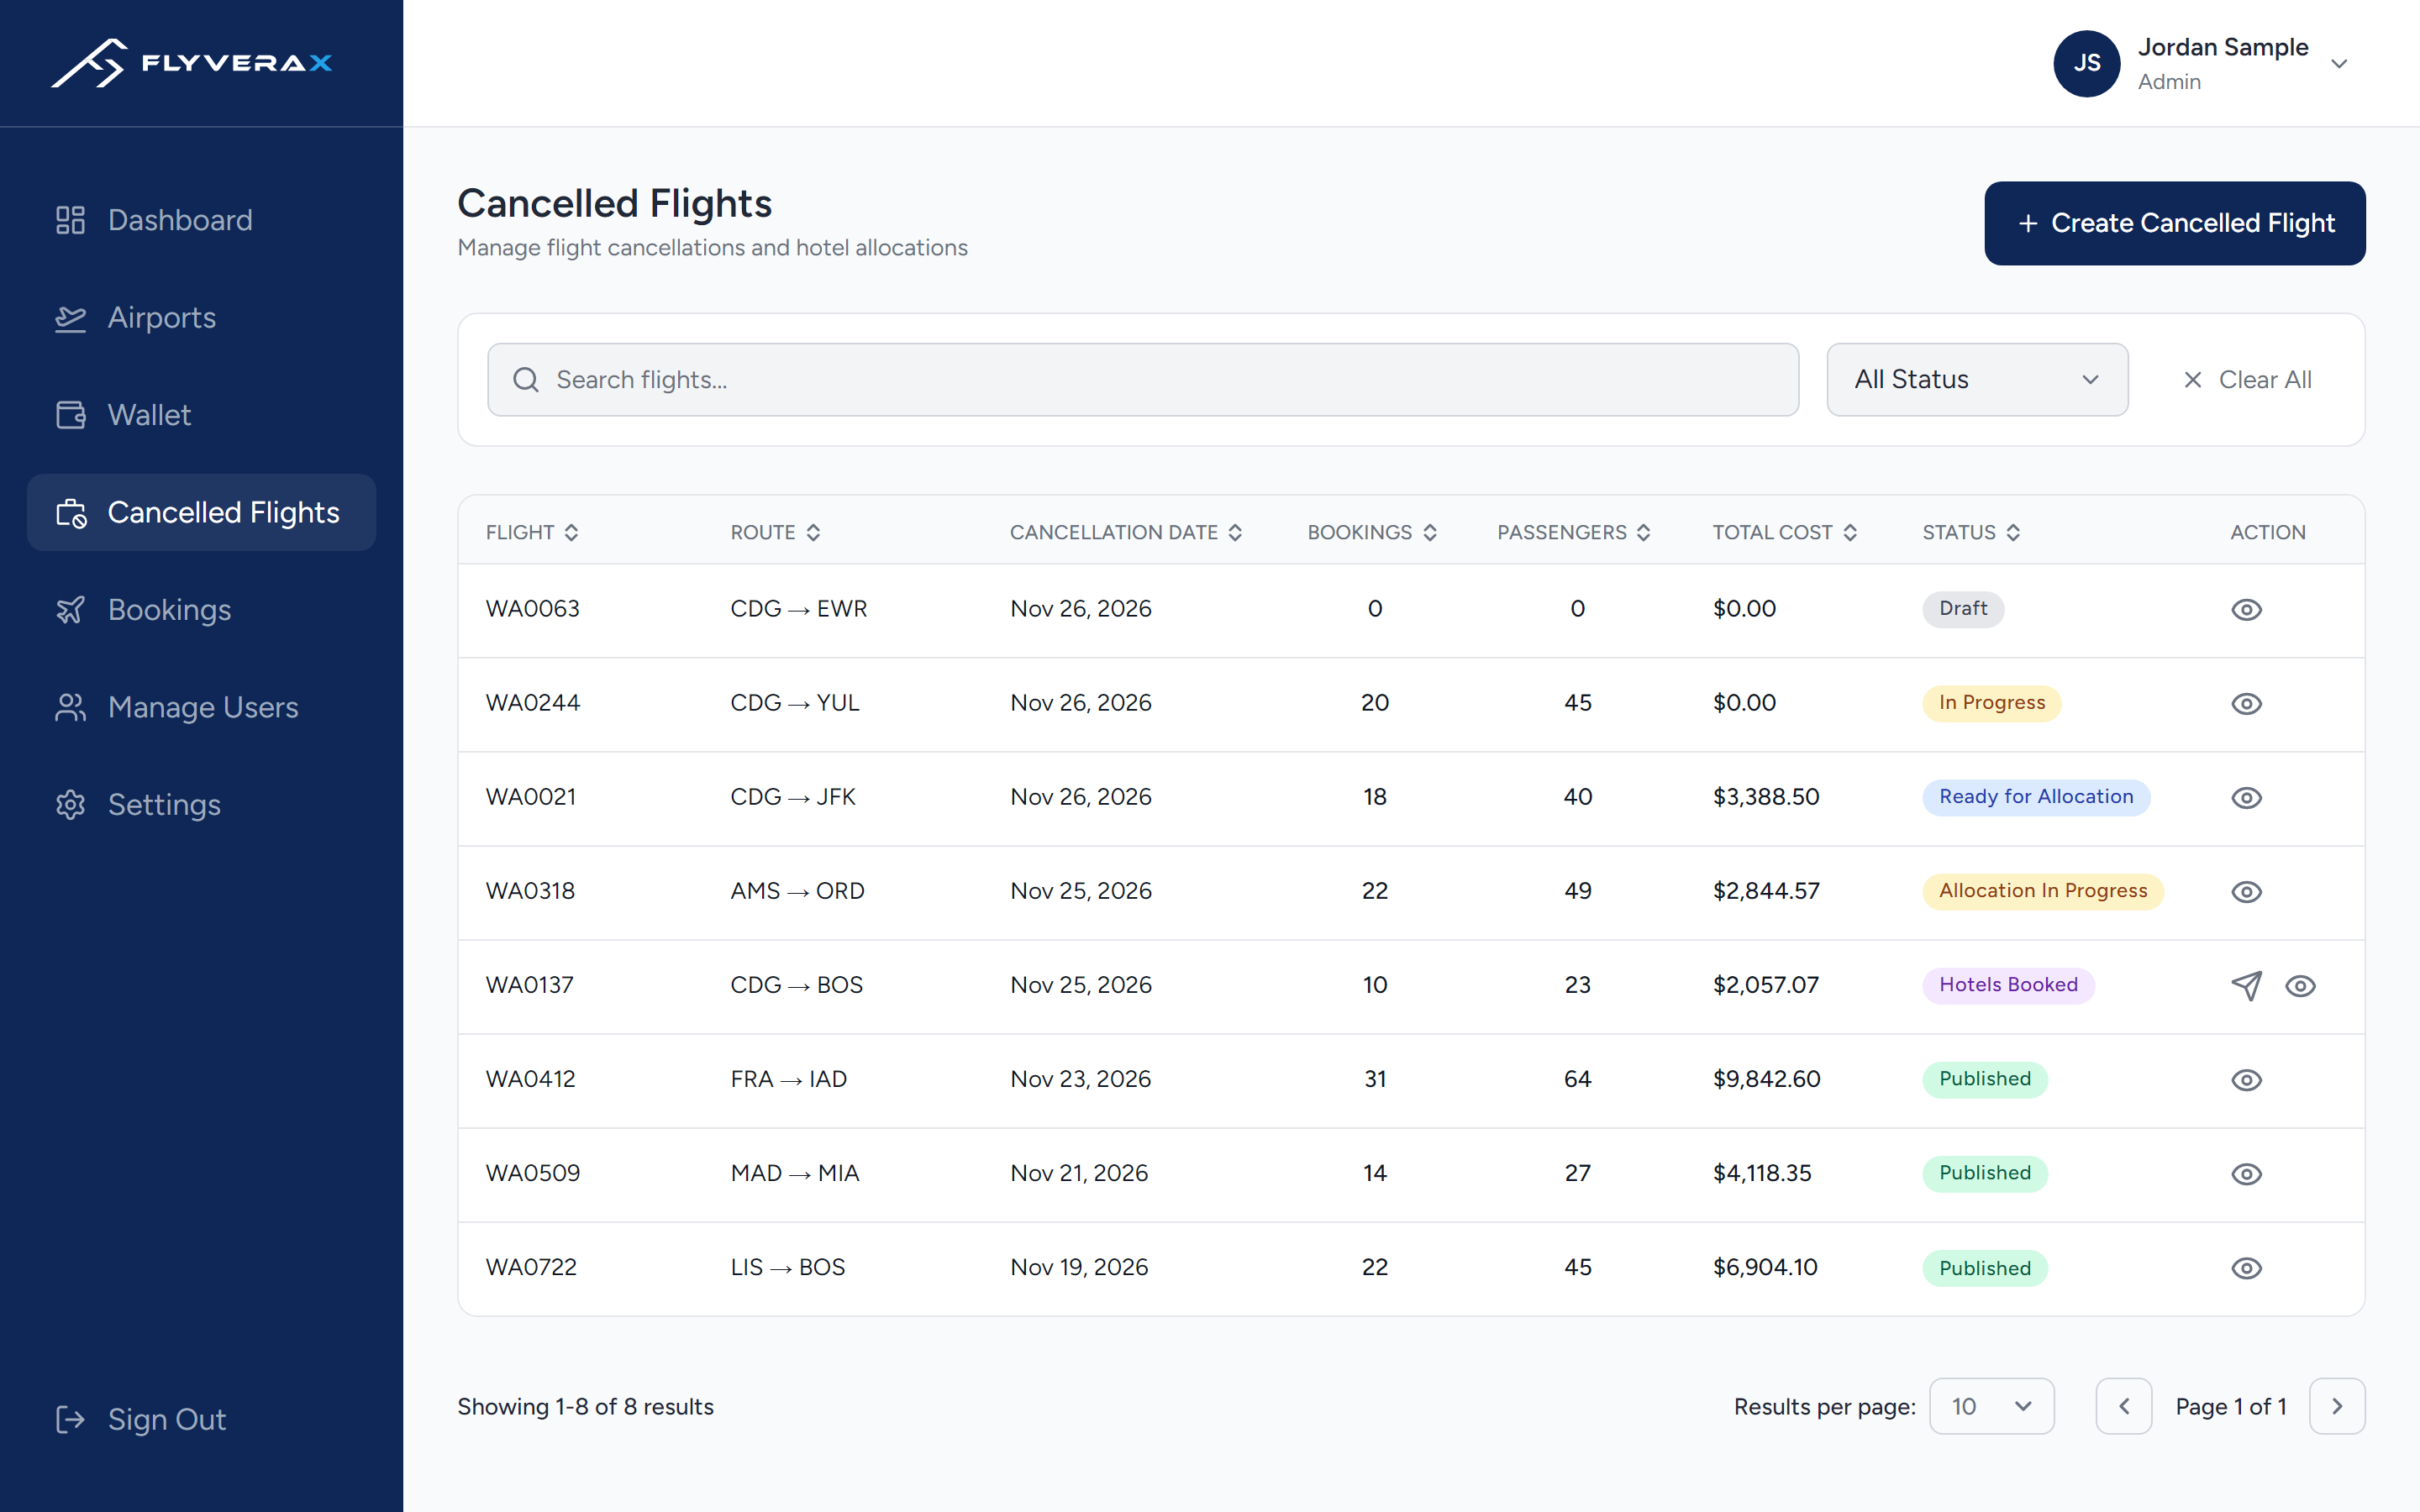 FLYVERAX
JS
Jordan Sample
Admin
Dashboard
Airports
Wallet
Cancelled Flights
Bookings
Manage Users
Settings
Sign Out
Cancelled Flights
Manage flight cancellations and hotel allocations
+ Create Cancelled Flight
Search flights...
All Status
Clear All
FLIGHT ROUTE CANCELLATION DATE BOOKINGS PASSENGERS TOTAL COST STATUS ACTION
WA0063 CDG → EWR Nov 26, 2026 0 0 $0.00 Draft
WA0244 CDG → YUL Nov 26, 2026 20 45 $0.00 In Progress
WA0021 CDG → JFK Nov 26, 2026 18 40 $3,388.50 Ready for Allocation
WA0318 AMS → ORD Nov 25, 2026 22 49 $2,844.57 Allocation In Progress
WA0137 CDG → BOS Nov 25, 2026 10 23 $2,057.07 Hotels Booked
WA0412 FRA → IAD Nov 23, 2026 31 64 $9,842.60 Published
WA0509 MAD → MIA Nov 21, 2026 14 27 $4,118.35 Published
WA0722 LIS → BOS Nov 19, 2026 22 45 $6,904.10 Published
Showing 1-8 of 8 results
Results per page: 10
Page 1 of 1